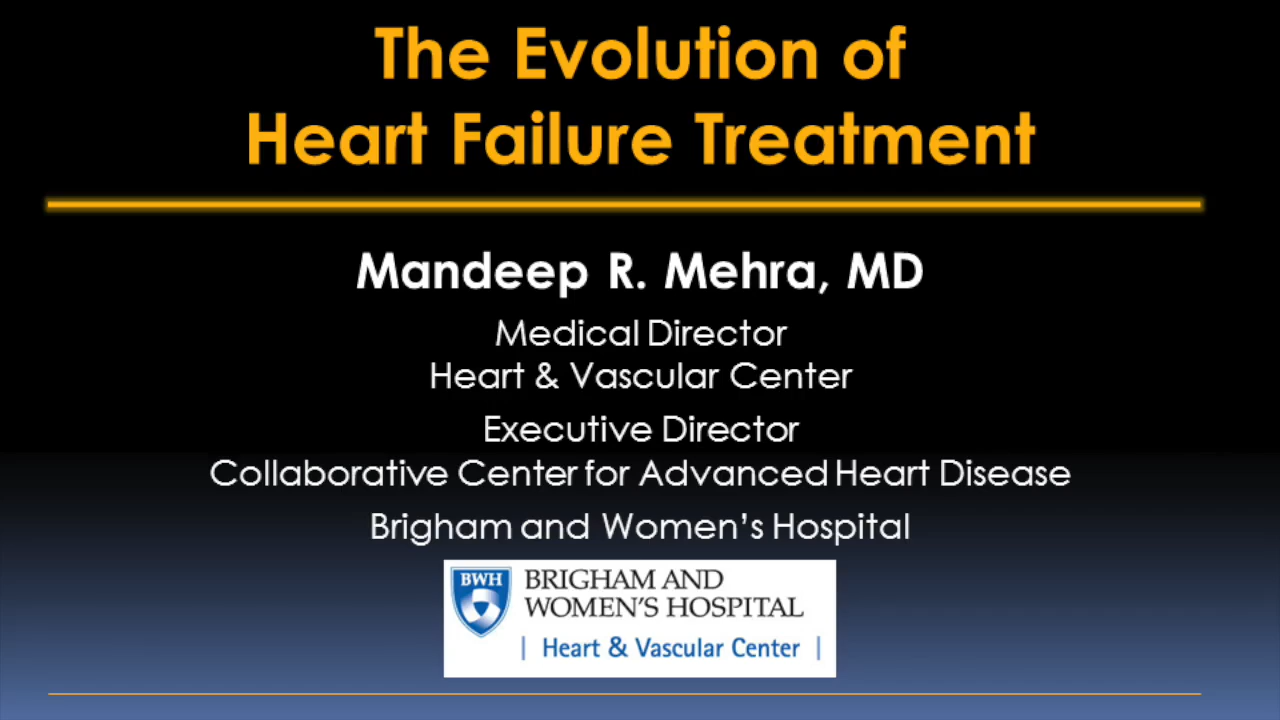 The Evolution of
Heart Failure Treatment
Mandeep R. Mehra, MD
Medical Director
Heart & Vascular Center
Executive Director
Collaborative Center for Advanced Heart Disease
Brigham and Women's Hospital
BWH
BRIGHAM AND
WOMEN'S HOSPITAL
| Heart & Vascular Center |